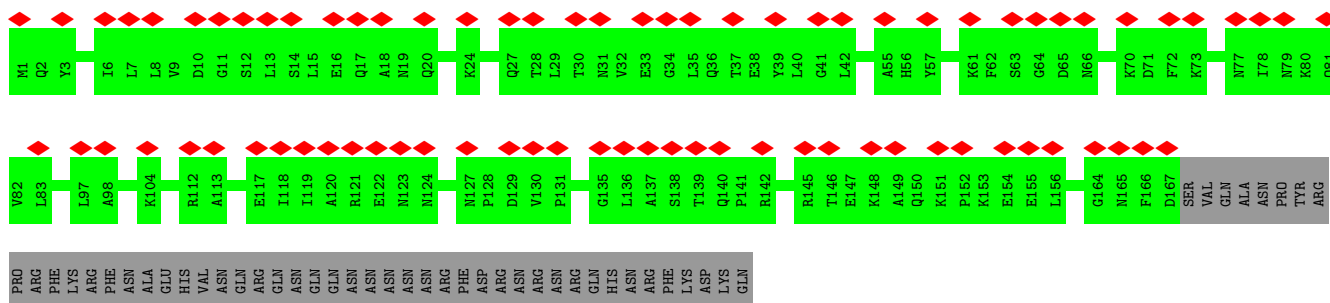 M1 Q2 Y3 I6 L7 L8 V9 D10 G11 S12 L13 S14 L15 E16 Q17 A18 N19 Q20 K24 Q27 T28 L29 T30 N31 V32 E33 G34 L35 Q36 T37 E38 Y39 L40 G41 L42 A55 H56 Y57 K61 F62 S63 G64 D65 N66 K70 D71 F72 K73 N77 I78 N79 K80 Q81
V82 L83 L97 A98 K104 R112 A113 E117 I118 I119 A120 R121 E122 N123 N124 N127 P128 D129 V130 P131 G135 L136 A137 S138 T139 Q140 P141 R142 R145 T146 E147 K148 A149 Q150 K151 P152 K153 E154 E155 L156 G164 N165 F166 D167 SER VAL GLN ALA ASN PRO TYR ARG
PRO ARG PHE LYS ARG PHE ASN ALA GLU HIS VAL ASN GLN ARG GLN ASN GLN GLN ASN ASN ASN ASN ASN ARG PHE ASP ARG ASN ARG ASN ARG GLN HIS ASN ARG PHE LYS ASP LYS GLN